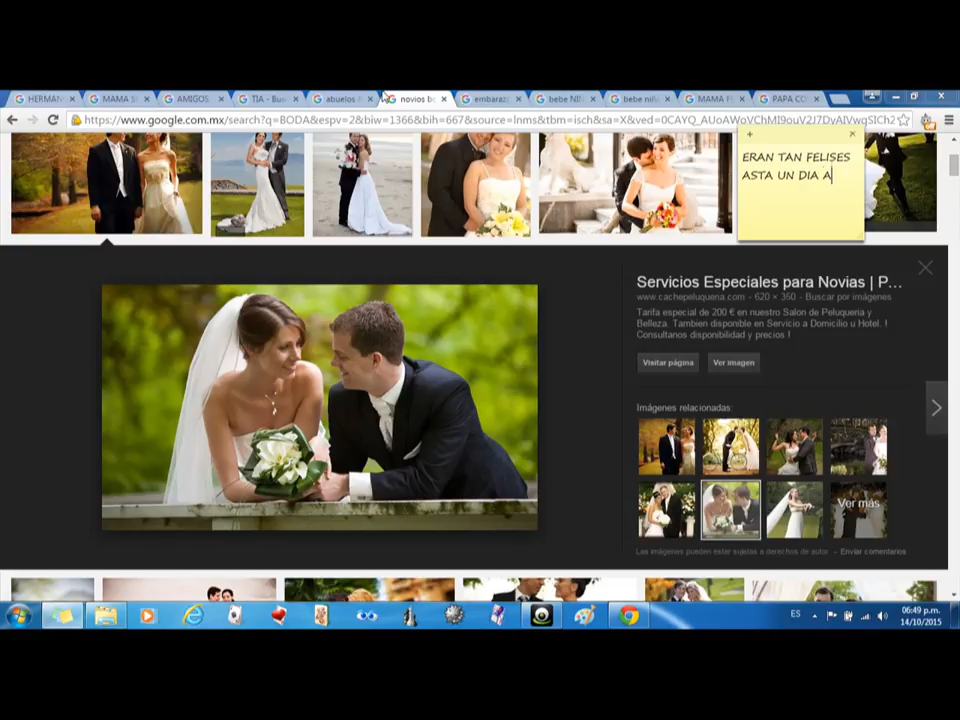 HERMAN
MAMA S
AMIGOS
TIA - Bus
abuelos
novios b
embaraz
bebe NIN
bebe niñ
MAMA F
PAPA CO
https://www.google.com.mx/search?q=BODA&espv=2&biw=1366&bih=667&source=lnms&tbm=isch&sa=X&ved=
ERAN TAN FELISES
ASTA UN DIA A
Servicios Especiales para Novias | P...
www.cachepeluqueria.com - 620 × 350 - Buscar por imágenes
Tarifa especial de 200 € en nuestro Salon de Peluqueria y
Belleza. Tambien disponible en Servicio a Domicilio u Hotel. !
Consultanos disponibilidad y precios !
Visitar página
Ver imagen
Imágenes relacionadas:
Ver más
Las imágenes pueden estar sujetas a derechos de autor. - Enviar comentarios
ES
06:49 p.m.
14/10/2015